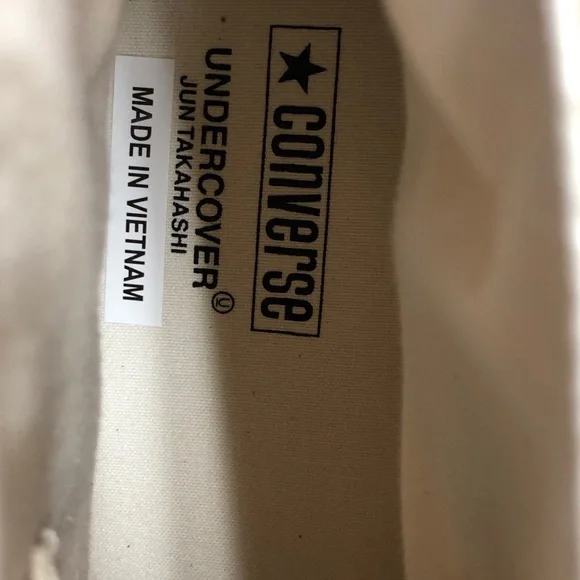 ★ converse
UNDERCOVER Ⓤ
JUN TAKAHASHI
MADE IN VIETNAM